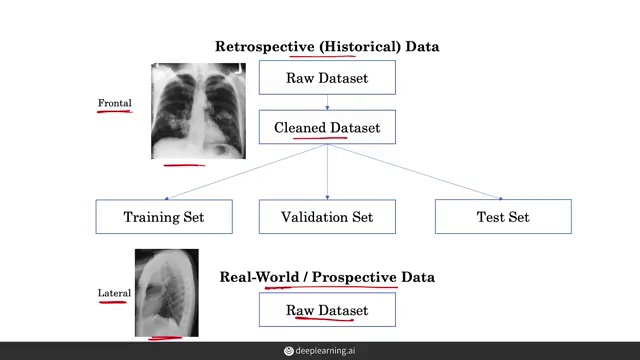 Retrospective (Historical) Data
Raw Dataset
Frontal
Cleaned Dataset
Training Set
Validation Set
Test Set
Real-World / Prospective Data
Lateral
Raw Dataset
deeplearning.ai